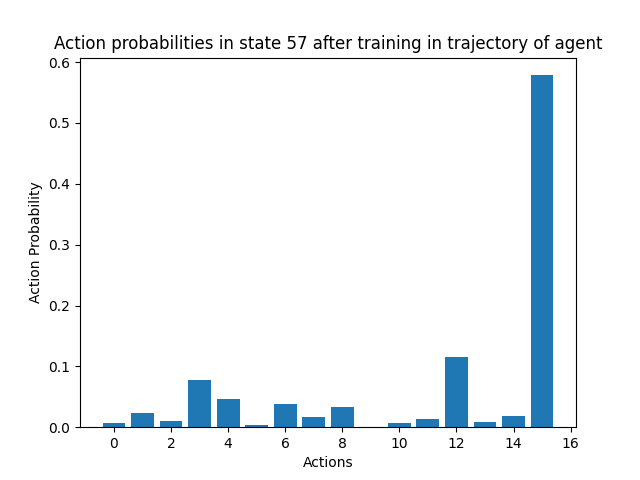 Action probabilities in state 57 after training in trajectory of agent
0.6
0.5
0.4
0.3
0.2
0.1
0.0
Action Probability
0 2 4 6 8 10 12 14 16
Actions